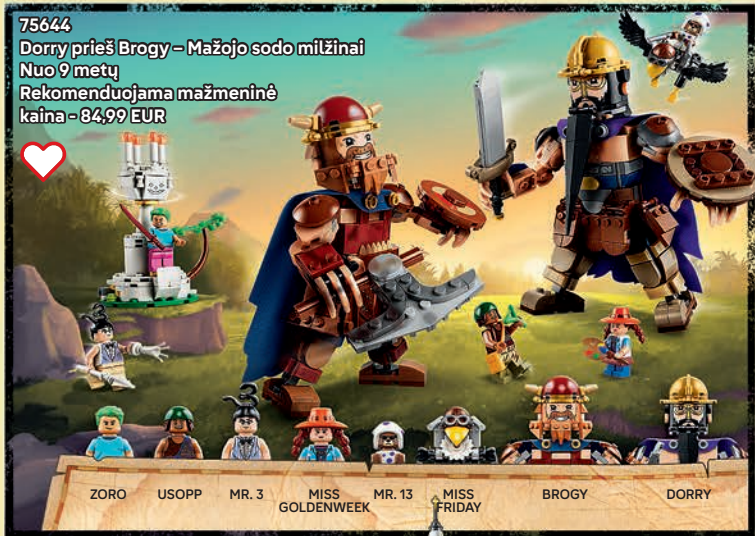 75644
Dorry prieš Brogy – Mažojo sodo milžinai
Nuo 9 metų
Rekomenduojama mažmeninė
kaina - 84,99 EUR
ZORO USOPP MR. 3 MISS GOLDENWEEK MR. 13 MISS FRIDAY BROGY DORRY